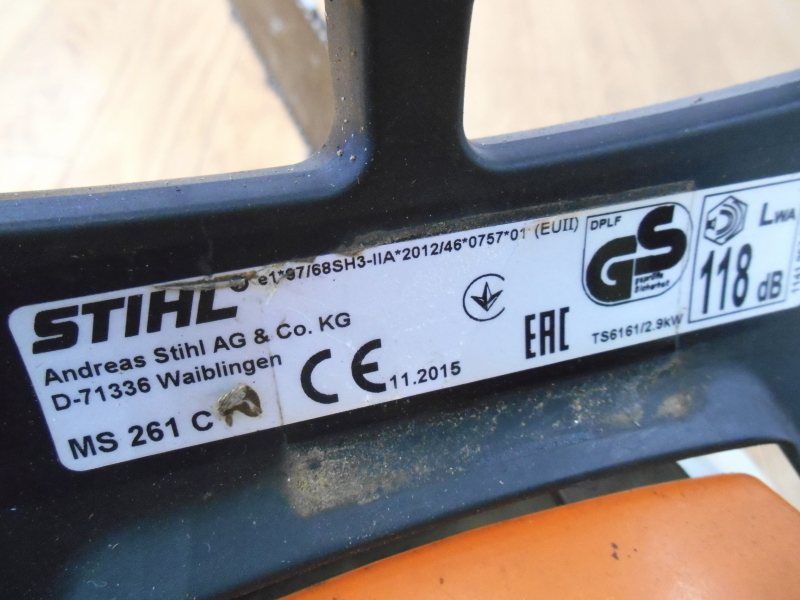 STIHL
e1*97/68SH3-IIA*2012/46*0757*01 (EUII)
Andreas Stihl AG & Co. KG
D-71336 Waiblingen
MS 261 C
CE 11.2015
EAC
DPLF
GS
geprüfte
Sicherheit
TS6161/2.9kW
LWA
118 dB